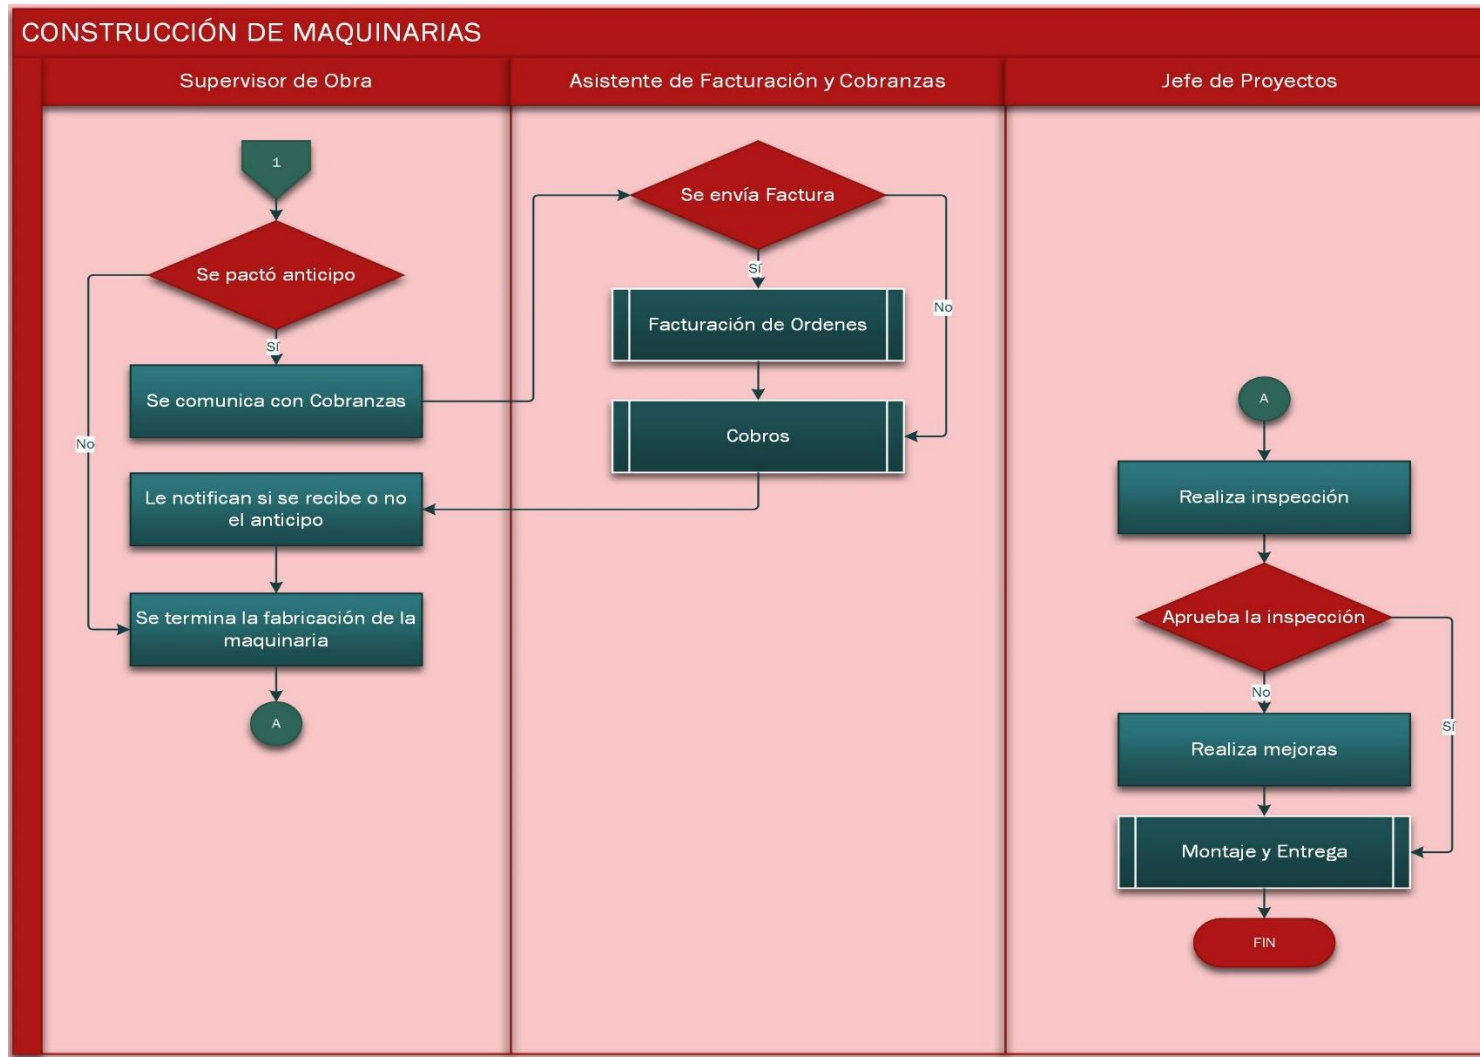 CONSTRUCCIÓN DE MAQUINARIAS
Supervisor de Obra
Asistente de Facturación y Cobranzas
Jefe de Proyectos
1
Se pactó anticipo
Sí
No
Se comunica con Cobranzas
Le notifican si se recibe o no
el anticipo
Se termina la fabricación de la
maquinaria
A
Se envía Factura
Sí
No
Facturación de Ordenes
Cobros
A
Realiza inspección
Aprueba la inspección
No
Sí
Realiza mejoras
Montaje y Entrega
FIN